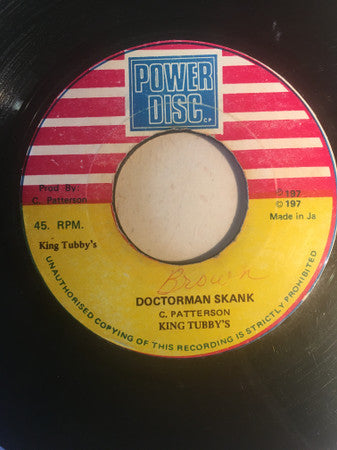 POWER
DISC CP
Prod By:
C. Patterson
℗ 197
© 197
45. RPM.
Made in Ja
King Tubby's
Brown
DOCTORMAN SKANK
C. PATTERSON
KING TUBBY'S
UNAUTHORISED COPYING OF THIS RECORDING IS STRICTLY PROHIBITED